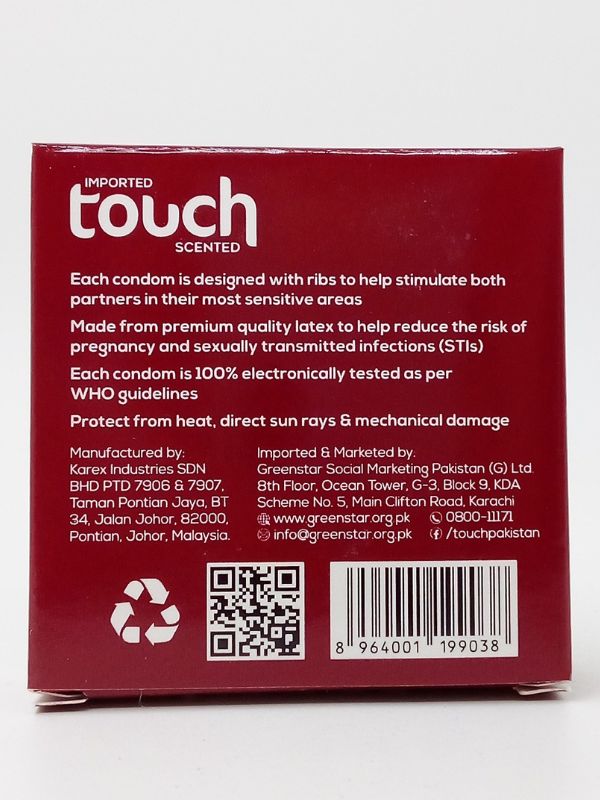 IMPORTED
touch
SCENTED
Each condom is designed with ribs to help stimulate both
partners in their most sensitive areas
Made from premium quality latex to help reduce the risk of
pregnancy and sexually transmitted infections (STIs)
Each condom is 100% electronically tested as per
WHO guidelines
Protect from heat, direct sun rays & mechanical damage
Manufactured by:
Karex Industries SDN
BHD PTD 7906 & 7907,
Taman Pontian Jaya, BT
34, Jalan Johor, 82000,
Pontian, Johor, Malaysia.
Imported & Marketed by:
Greenstar Social Marketing Pakistan (G) Ltd.
8th Floor, Ocean Tower, G-3, Block 9, KDA
Scheme No. 5, Main Clifton Road, Karachi
www.greenstar.org.pk 0800-11171
info@greenstar.org.pk /touchpakistan
8 964001 199038